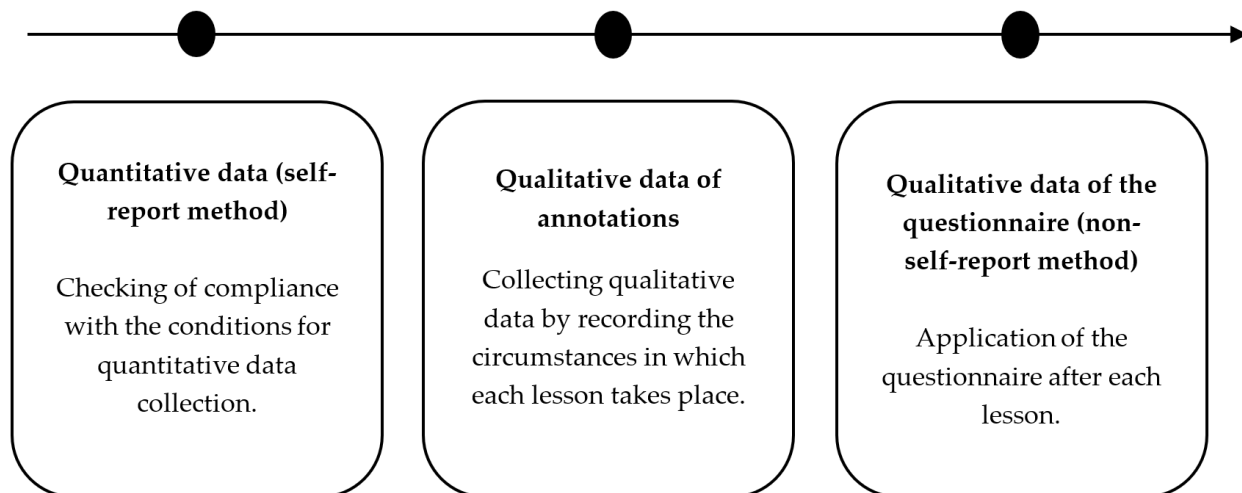 Quantitative data (self-
report method)
Checking of compliance
with the conditions for
quantitative data
collection.
Qualitative data of
annotations
Collecting qualitative
data by recording the
circumstances in which
each lesson takes place.
Qualitative data of the
questionnaire (non-
self-report method)
Application of the
questionnaire after each
lesson.